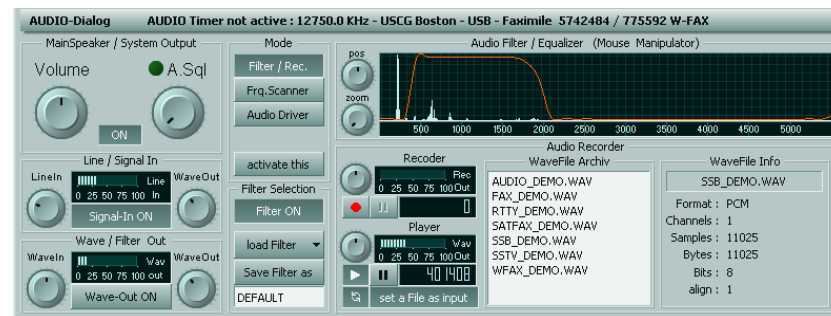 AUDIO-Dialog AUDIO Timer not active : 12750.0 KHz - USCG Boston - USB - Faximile 5742484 / 775592 W-FAX
MainSpeaker / System Output
Volume A.Sql
ON
Line / Signal In
LineIn Line WaveOut
0 25 50 75 100 In
Signal-In ON
Wave / Filter Out
WaveIn Wav WaveOut
0 25 50 75 100 out
Wave-Out ON
Mode
Filter / Rec.
Frq.Scanner
Audio Driver
activate this
Filter Selection
Filter ON
load Filter
Save Filter as
DEFAULT
Audio Filter / Equalizer (Mouse Manipulator)
pos
zoom
500 1000 1500 2000 2500 3000 3500 4000 4500 5000
Audio Recorder
Recoder
Rec
0 25 50 75 100 Out
0
Player
Wav
0 25 50 75 100 Out
401408
set a File as input
WaveFile Archiv
AUDIO_DEMO.WAV
FAX_DEMO.WAV
RTTY_DEMO.WAV
SATFAX_DEMO.WAV
SSB_DEMO.WAV
SSTV_DEMO.WAV
WFAX_DEMO.WAV
WaveFile Info
SSB_DEMO.WAV
Format : PCM
Channels : 1
Samples : 11025
Bytes : 11025
Bits : 8
align : 1